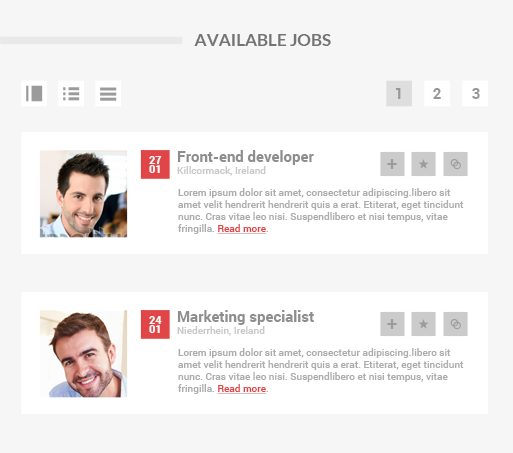 AVAILABLE JOBS
1 2 3
27
01
Front-end developer
Killcormack, Ireland
Lorem ipsum dolor sit amet, consectetur adipiscing.libero sit
amet velit hendrerit hendrerit quis a erat. Etiterat, eget tincidunt
nunc. Cras vitae leo nisi. Suspendlibero et nisi tempus, vitae
fringilla. Read more.
24
01
Marketing specialist
Niederrhein, Ireland
Lorem ipsum dolor sit amet, consectetur adipiscing.libero sit
amet velit hendrerit hendrerit quis a erat. Etiterat, eget tincidunt
nunc. Cras vitae leo nisi. Suspendlibero et nisi tempus, vitae
fringilla. Read more.